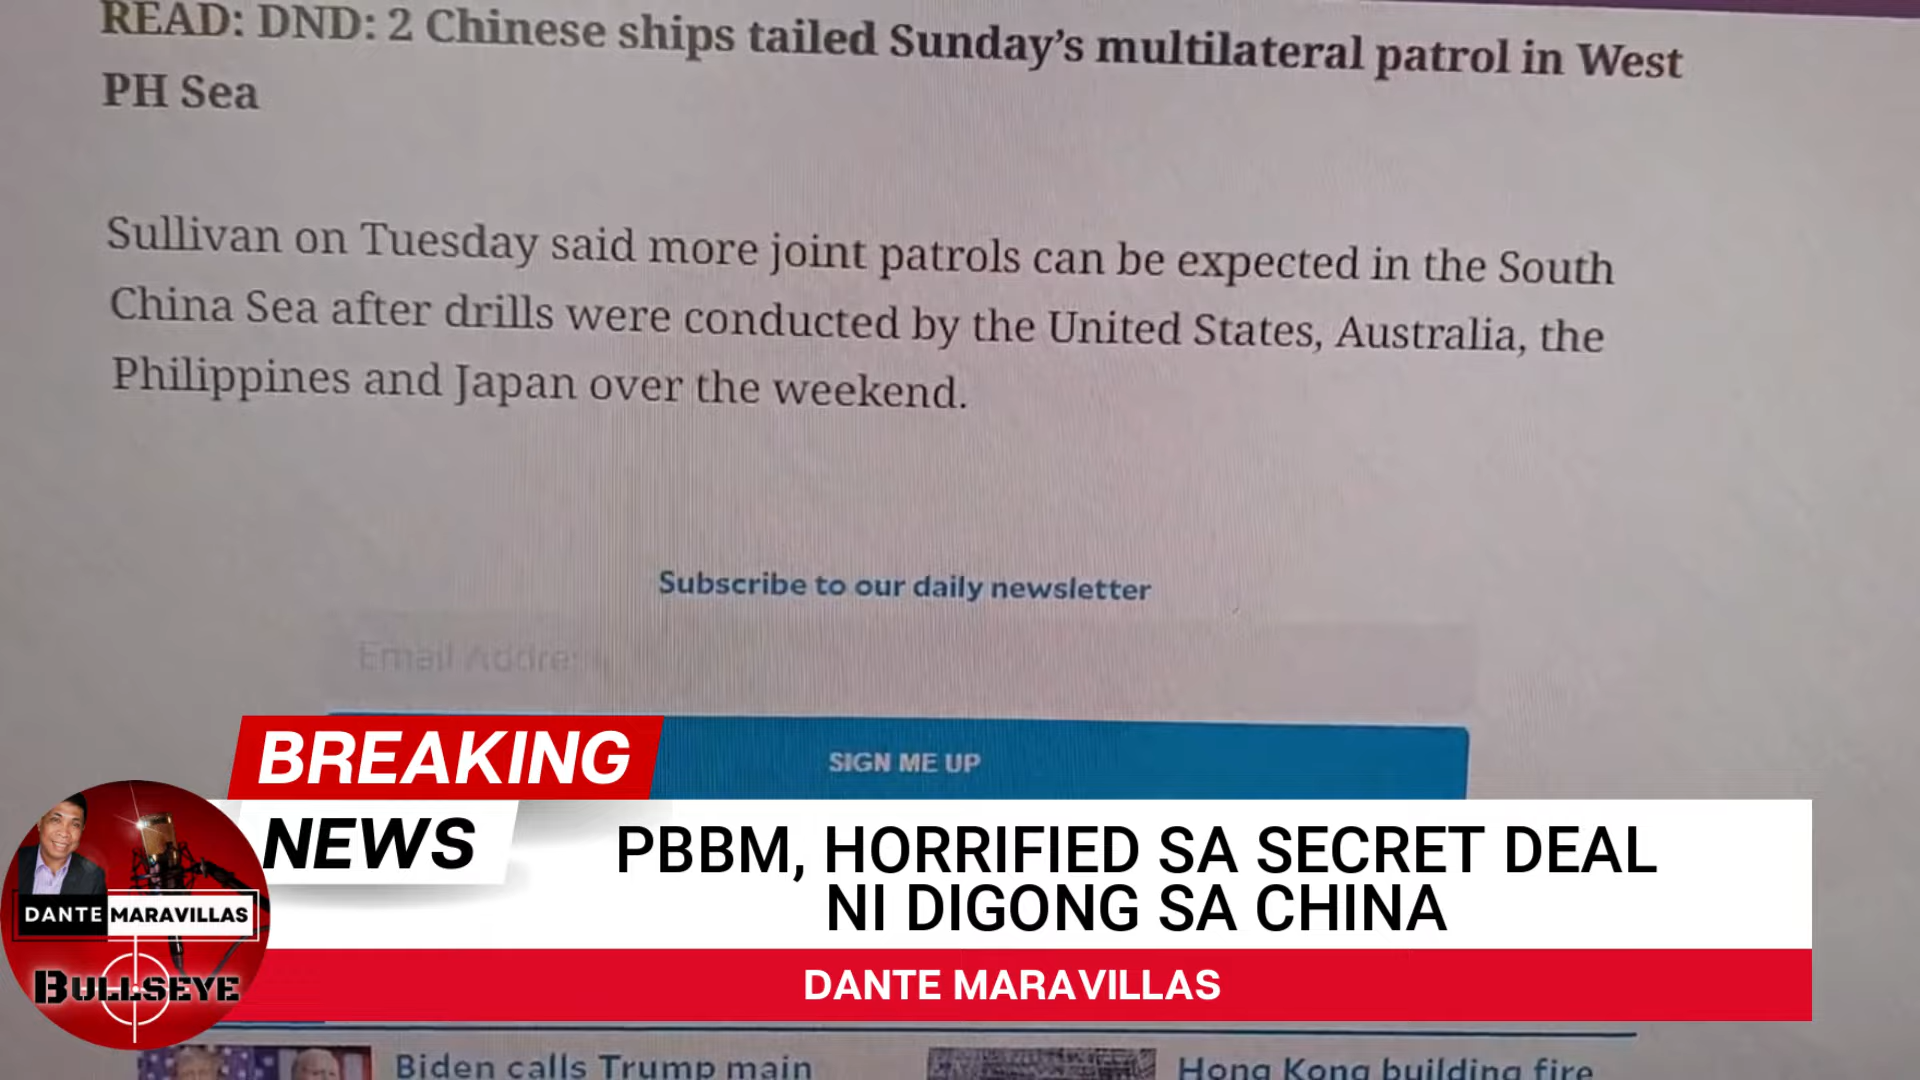 READ: DND: 2 Chinese ships tailed Sunday's multilateral patrol in West
PH Sea
Sullivan on Tuesday said more joint patrols can be expected in the South
China Sea after drills were conducted by the United States, Australia, the
Philippines and Japan over the weekend.
Subscribe to our daily newsletter
Email Addre
SIGN ME UP
BREAKING
NEWS
PBBM, HORRIFIED SA SECRET DEAL
NI DIGONG SA CHINA
DANTE MARAVILLAS
DANTE MARAVILLAS
BULLSEYE
Biden calls Trump main
Hong Kong building fire